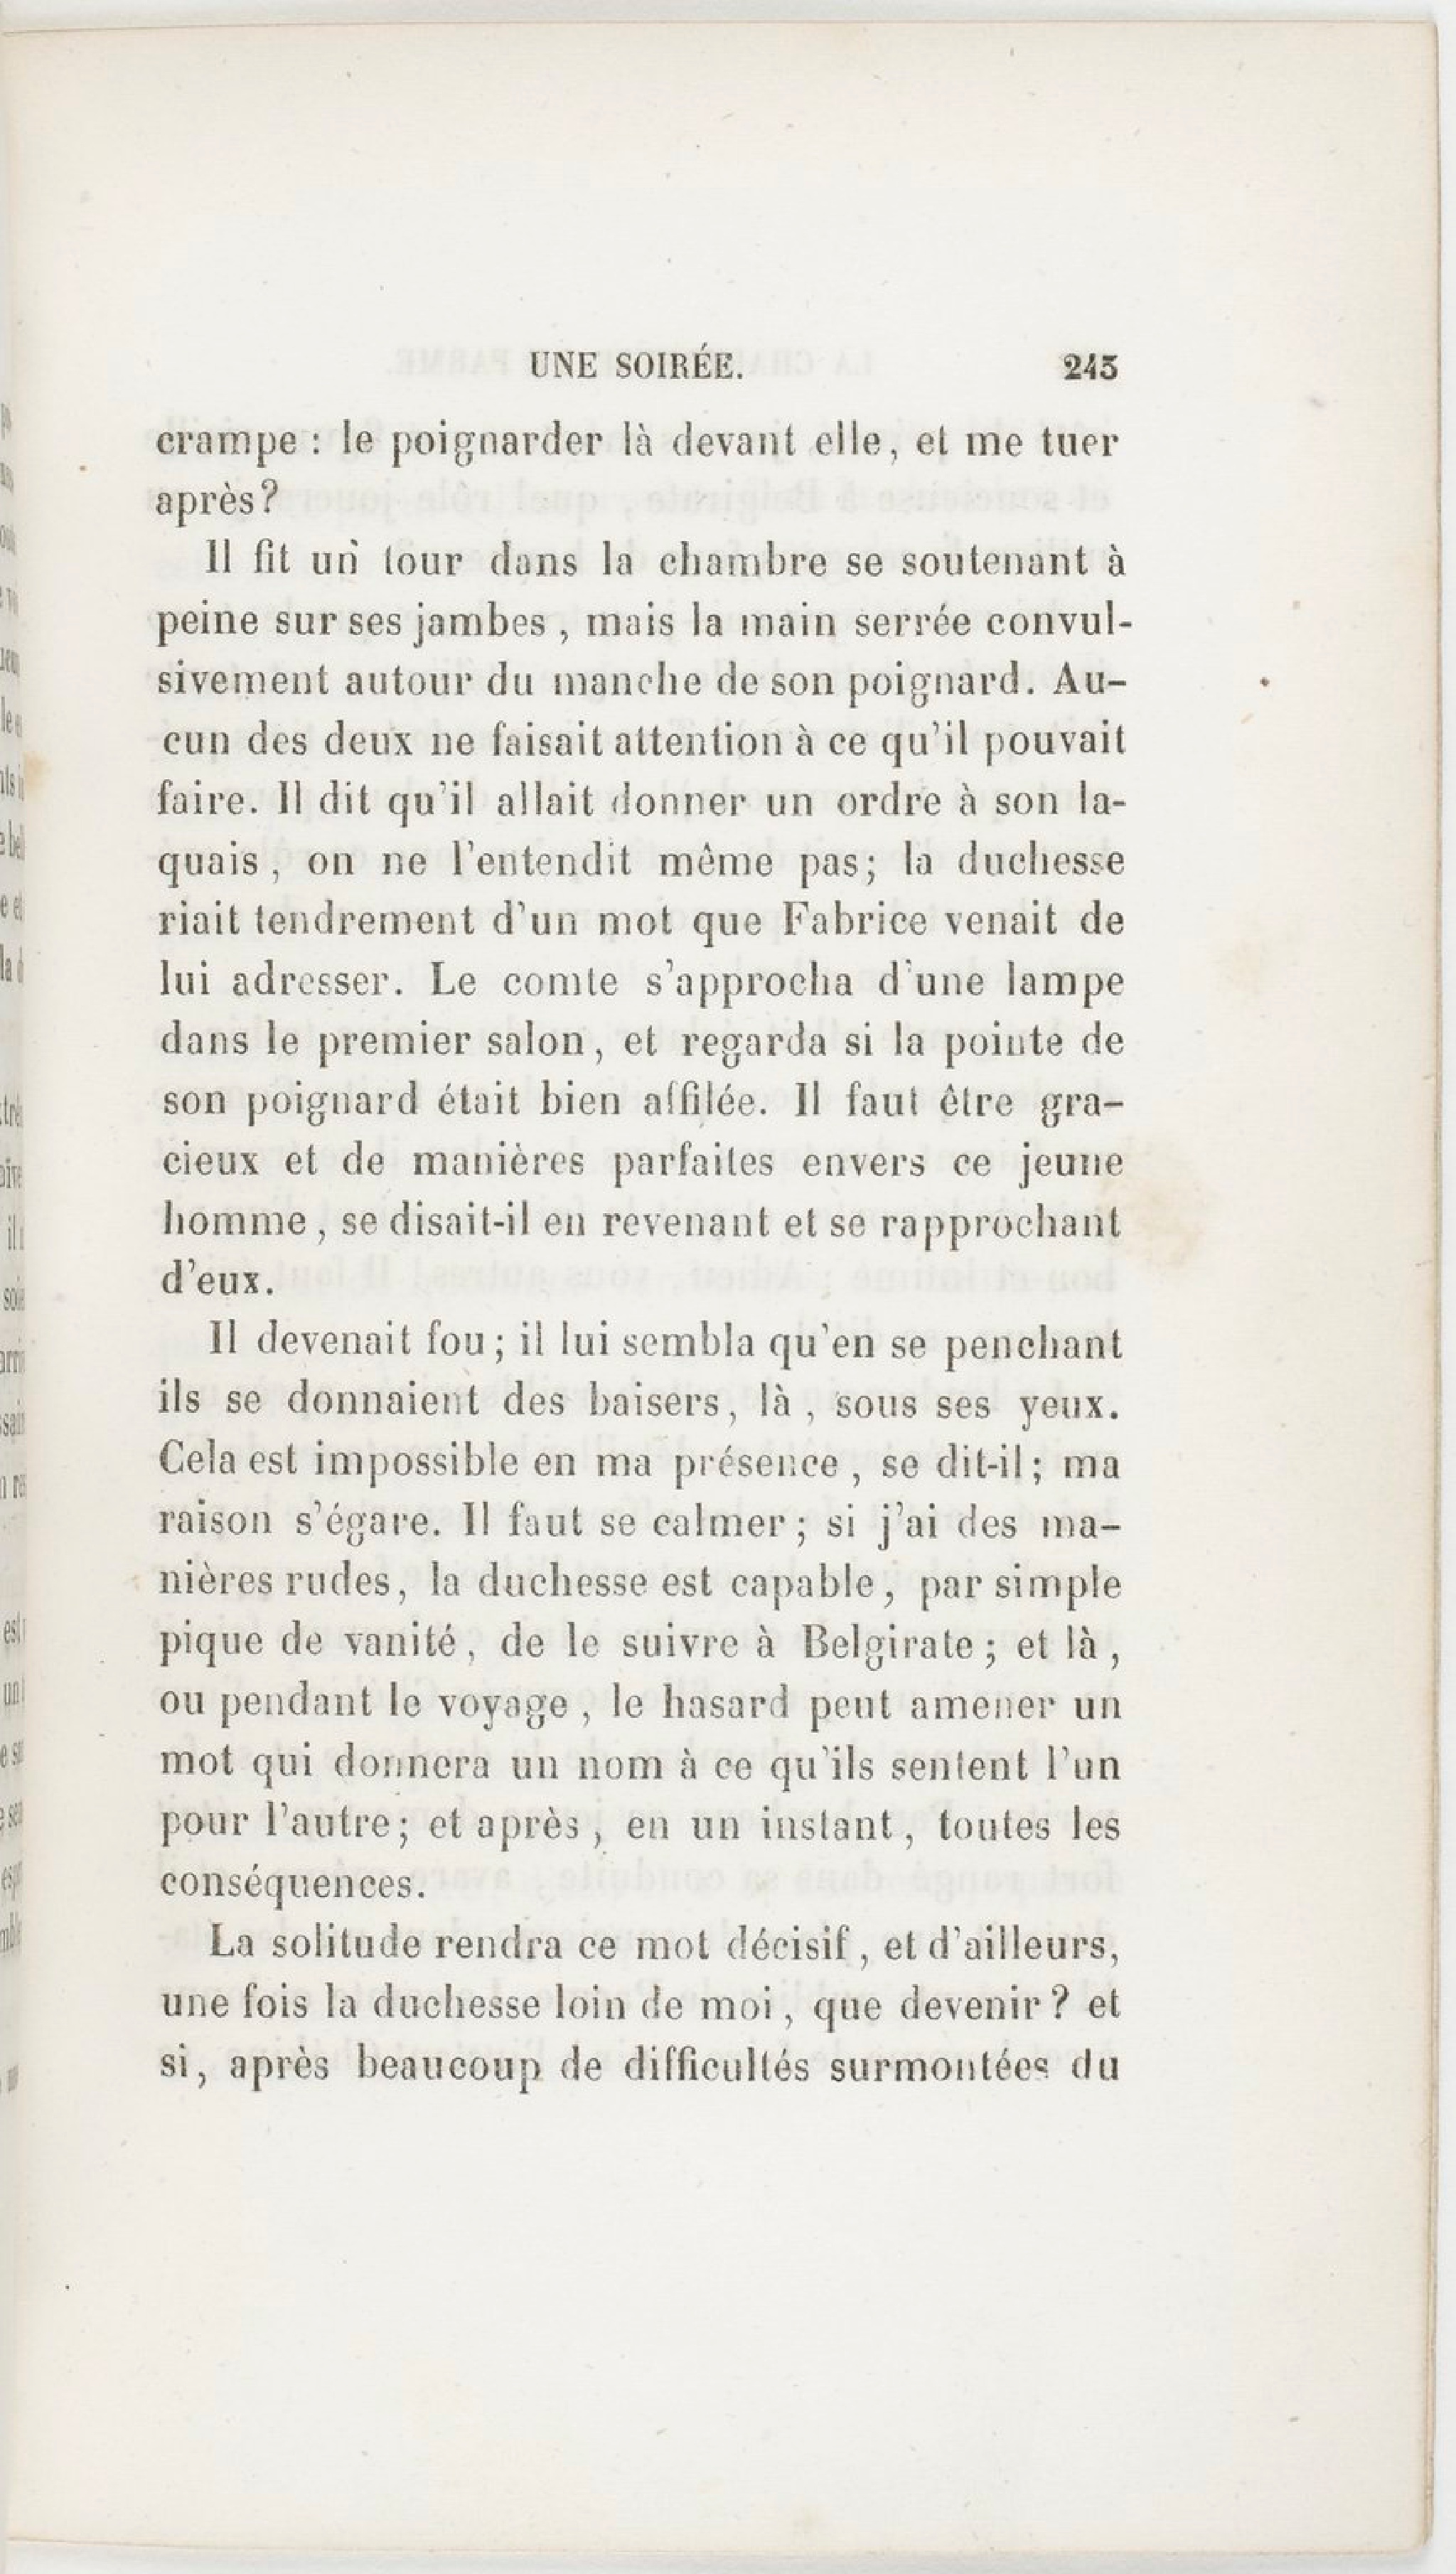 UNE SOIRÉE. 243
crampe : le poignarder là devant elle, et me tuer
après?
Il fit un tour dans la chambre se soutenant à
peine sur ses jambes , mais la main serrée convul-
sivement autour du manche de son poignard. Au-
cun des deux ne faisait attention à ce qu'il pouvait
faire. Il dit qu'il allait donner un ordre à son la-
quais , on ne l'entendit même pas; la duchesse
riait tendrement d'un mot que Fabrice venait de
lui adresser. Le comte s'approcha d'une lampe
dans le premier salon, et regarda si la pointe de
son poignard était bien affilée. Il faut être gra-
cieux et de manières parfaites envers ce jeune
homme , se disait-il en revenant et se rapprochant
d'eux.
Il devenait fou ; il lui sembla qu'en se penchant
ils se donnaient des baisers, là , sous ses yeux.
Cela est impossible en ma présence , se dit-il ; ma
raison s'égare. Il faut se calmer ; si j'ai des ma-
nières rudes, la duchesse est capable, par simple
pique de vanité, de le suivre à Belgirate ; et là ,
ou pendant le voyage , le hasard peut amener un
mot qui donnera un nom à ce qu'ils sentent l'un
pour l'autre; et après , en un instant, toutes les
conséquences.
La solitude rendra ce mot décisif , et d'ailleurs,
une fois la duchesse loin de moi , que devenir ? et
si, après beaucoup de difficultés surmontées du